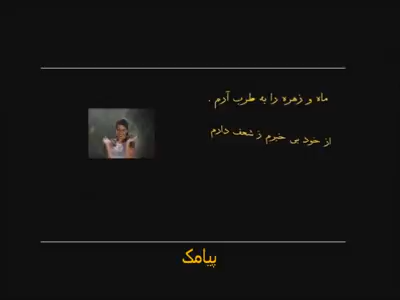 ماه و زهره را به طرب آرم .
از خود بی خبرم ز شعف دارم
پیامک